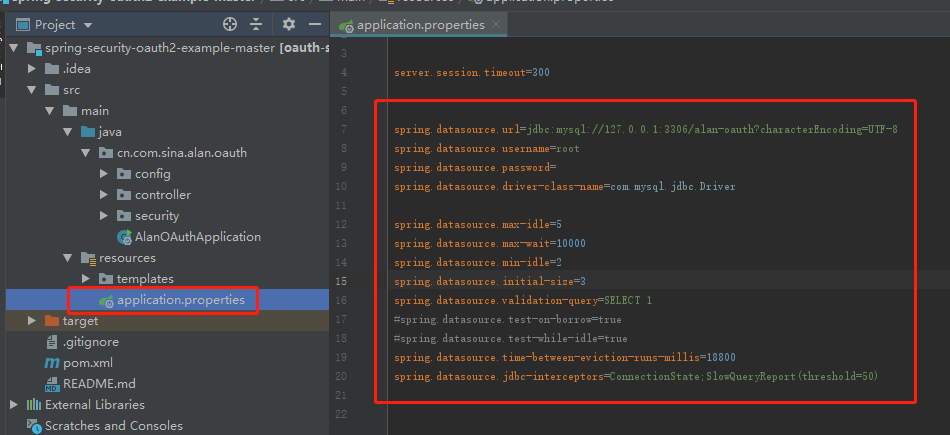 Project
spring-security-oauth2-example-master [oauth-s
.idea
src
main
java
cn.com.sina.alan.oauth
config
controller
security
AlanOAuthApplication
resources
templates
application.properties
target
.gitignore
pom.xml
README.md
External Libraries
Scratches and Consoles
application.properties
3
4 server.session.timeout=300
5
6
7 spring.datasource.url=jdbc:mysql://127.0.0.1:3306/alan-oauth?characterEncoding=UTF-8
8 spring.datasource.username=root
9 spring.datasource.password=
10 spring.datasource.driver-class-name=com.mysql.jdbc.Driver
11
12 spring.datasource.max-idle=5
13 spring.datasource.max-wait=10000
14 spring.datasource.min-idle=2
15 spring.datasource.initial-size=3
16 spring.datasource.validation-query=SELECT 1
17 #spring.datasource.test-on-borrow=true
18 #spring.datasource.test-while-idle=true
19 spring.datasource.time-between-eviction-runs-millis=18800
20 spring.datasource.jdbc-interceptors=ConnectionState;SlowQueryReport(threshold=50)
21
22